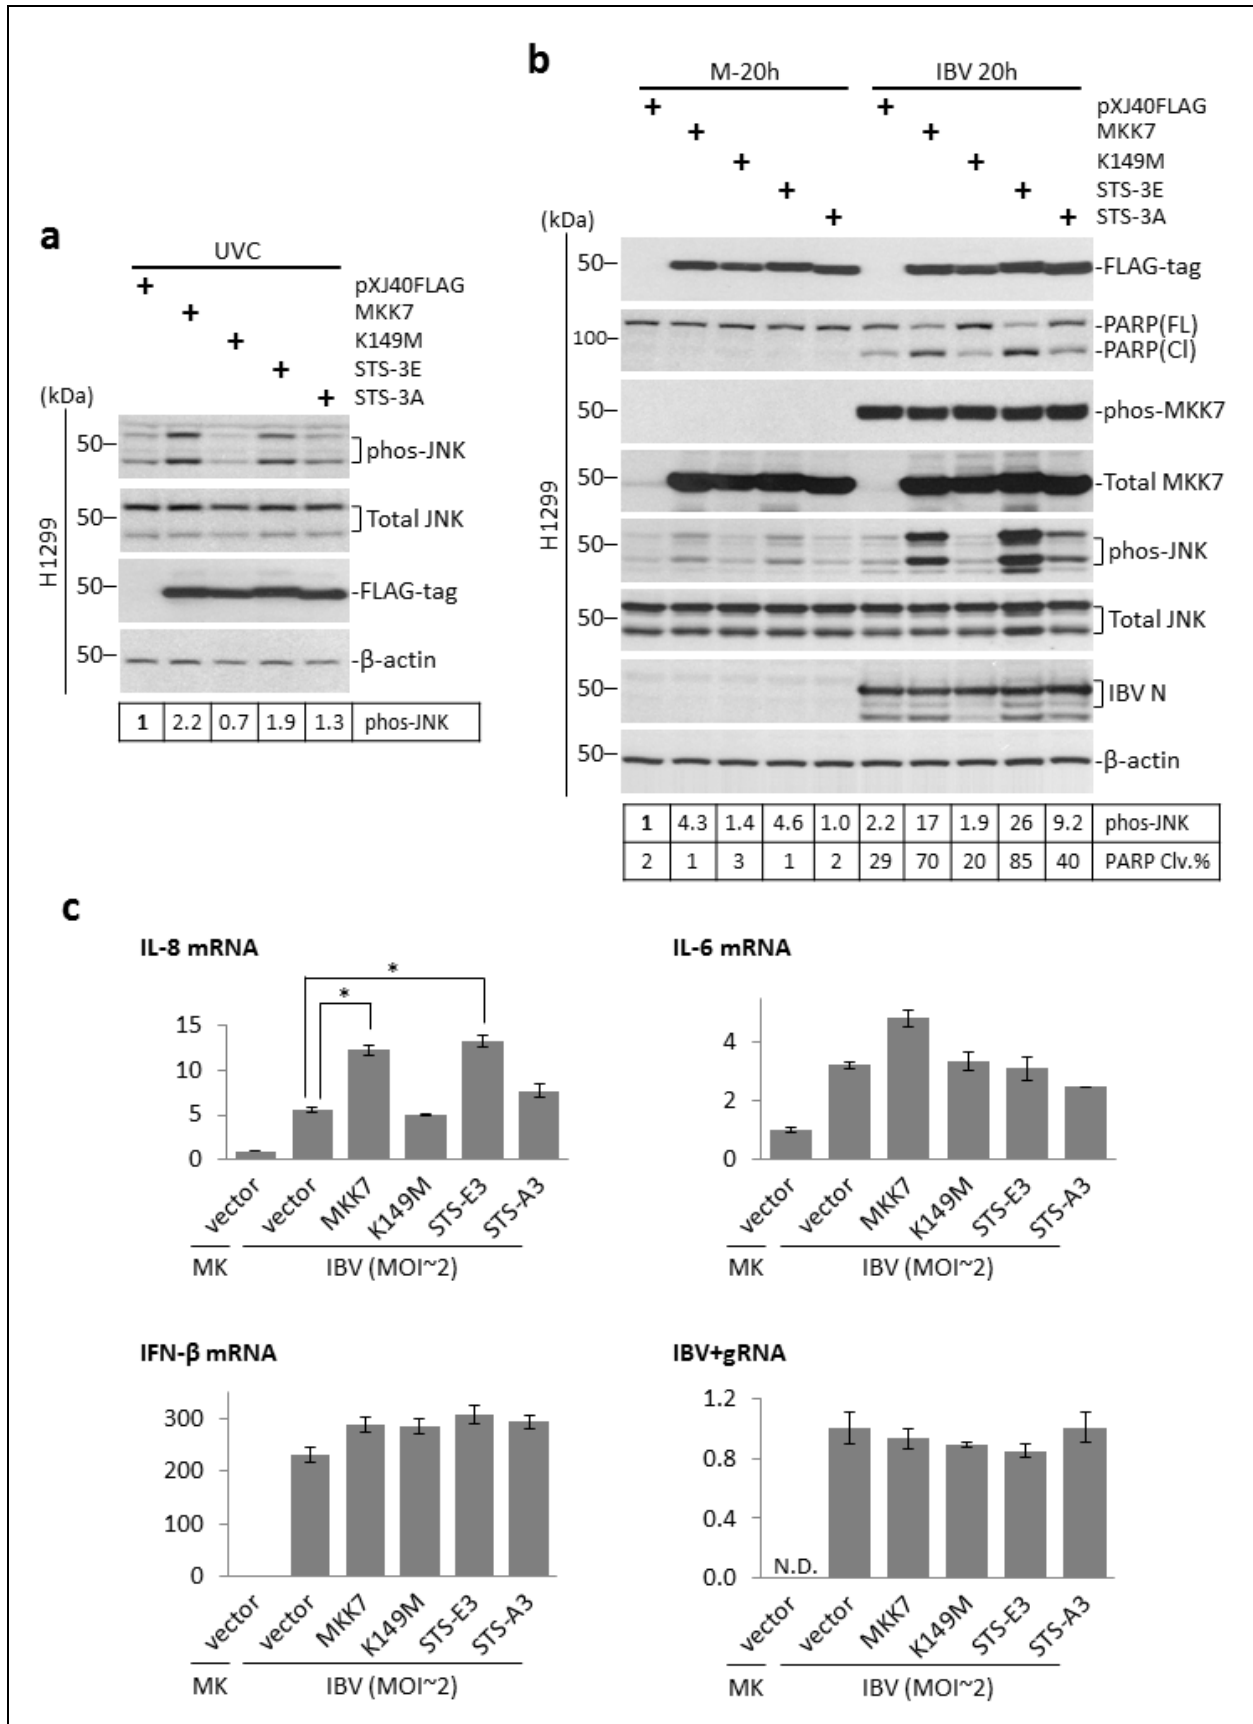 a
UVC
+ pXJ40FLAG
+ MKK7
+ K149M
+ STS-3E
+ STS-3A
(kDa)
H1299
50– phos-JNK
50– Total JNK
50– -FLAG-tag
50– -β-actin
1 2.2 0.7 1.9 1.3 phos-JNK
b
M-20h IBV 20h
+ + pXJ40FLAG
+ + MKK7
+ + K149M
+ + STS-3E
+ + STS-3A
(kDa)
H1299
50– -FLAG-tag
-PARP(FL)
100–
-PARP(Cl)
50– -phos-MKK7
50– -Total MKK7
50– phos-JNK
50– Total JNK
50– IBV N
50– -β-actin
1 4.3 1.4 4.6 1.0 2.2 17 1.9 26 9.2 phos-JNK
2 1 3 1 2 29 70 20 85 40 PARP Clv.%
c
IL-8 mRNA
* *
15
10
5
0
vector vector MKK7 K149M STS-E3 STS-A3
MK IBV (MOI~2)
IL-6 mRNA
4
2
0
vector vector MKK7 K149M STS-E3 STS-A3
MK IBV (MOI~2)
IFN-β mRNA
300
200
100
0
vector vector MKK7 K149M STS-E3 STS-A3
MK IBV (MOI~2)
IBV+gRNA
1.2
0.8
0.4
0.0
N.D.
vector vector MKK7 K149M STS-E3 STS-A3
MK IBV (MOI~2)